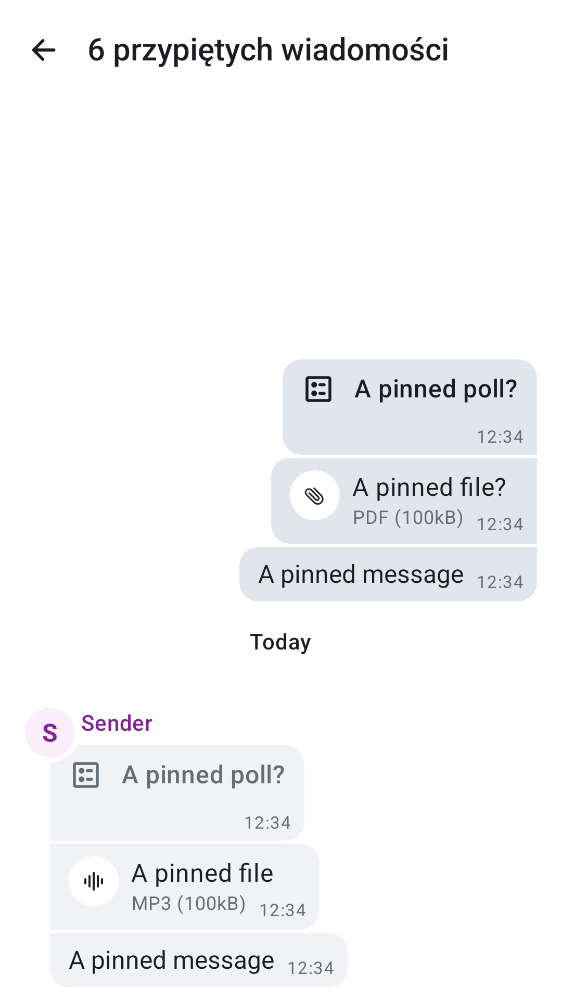 6 przypiętych wiadomości
A pinned poll?
12:34
A pinned file?
PDF (100kB) 12:34
A pinned message 12:34
Today
S Sender
A pinned poll?
12:34
A pinned file
MP3 (100kB) 12:34
A pinned message 12:34